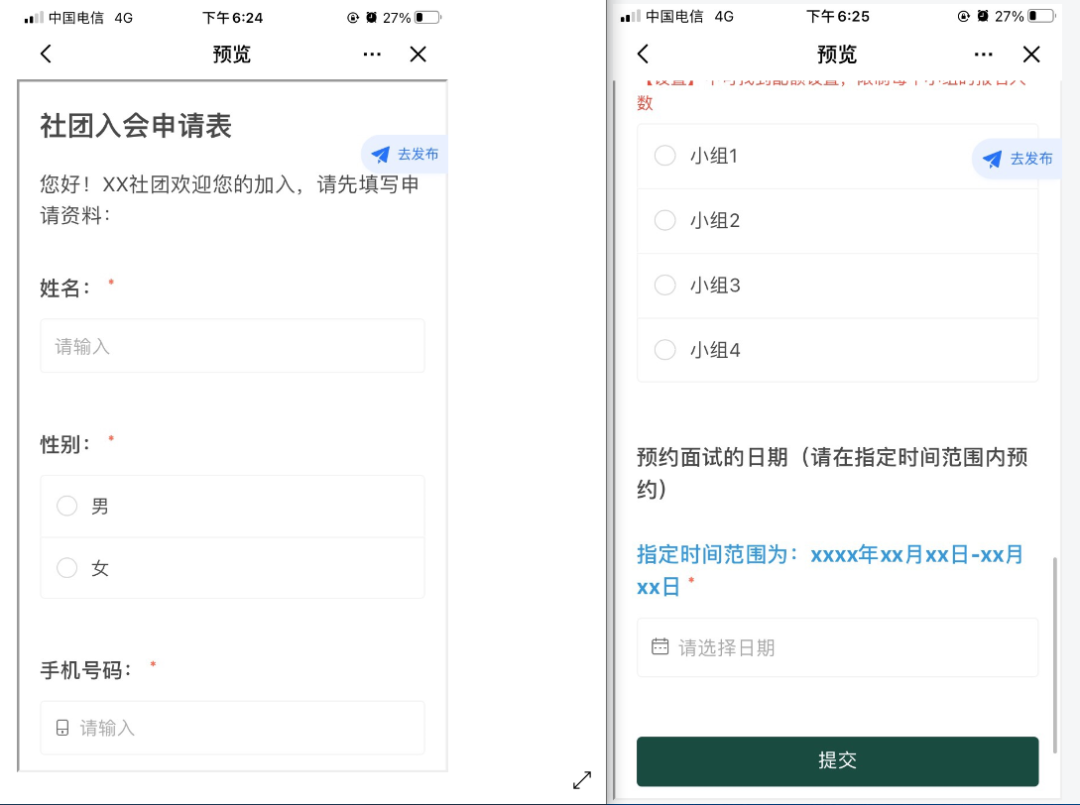 中国电信 4G 下午6:24 27%
预览
社团入会申请表
去发布
您好！XX社团欢迎您的加入，请先填写申
请资料：
姓名： *
请输入
性别： *
男
女
手机号码： *
请输入
中国电信 4G 下午6:25 27%
预览
数
小组1
去发布
小组2
小组3
小组4
预约面试的日期（请在指定时间范围内预
约）
指定时间范围为：xxxx年xx月xx日-xx月
xx日 *
请选择日期
提交